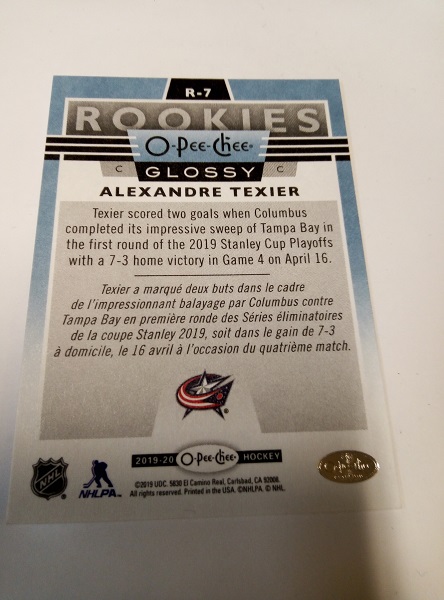 R-7
ROOKIES
O-Pee-Chee
C GLOSSY C
ALEXANDRE TEXIER
Texier scored two goals when Columbus
completed its impressive sweep of Tampa Bay in
the first round of the 2019 Stanley Cup Playoffs
with a 7-3 home victory in Game 4 on April 16.
Texier a marqué deux buts dans le cadre
de l'impressionnant balayage par Columbus contre
Tampa Bay en première ronde des Séries éliminatoires
de la coupe Stanley 2019, soit dans le gain de 7-3
à domicile, le 16 avril à l'occasion du quatrième match.
2019-20 O-Pee-Chee HOCKEY
NHL NHLPA
©2019 UDC. 5830 El Camino Real, Carlsbad, CA 92008.
All rights reserved. Printed in the USA. ©NHLPA. © NHL.